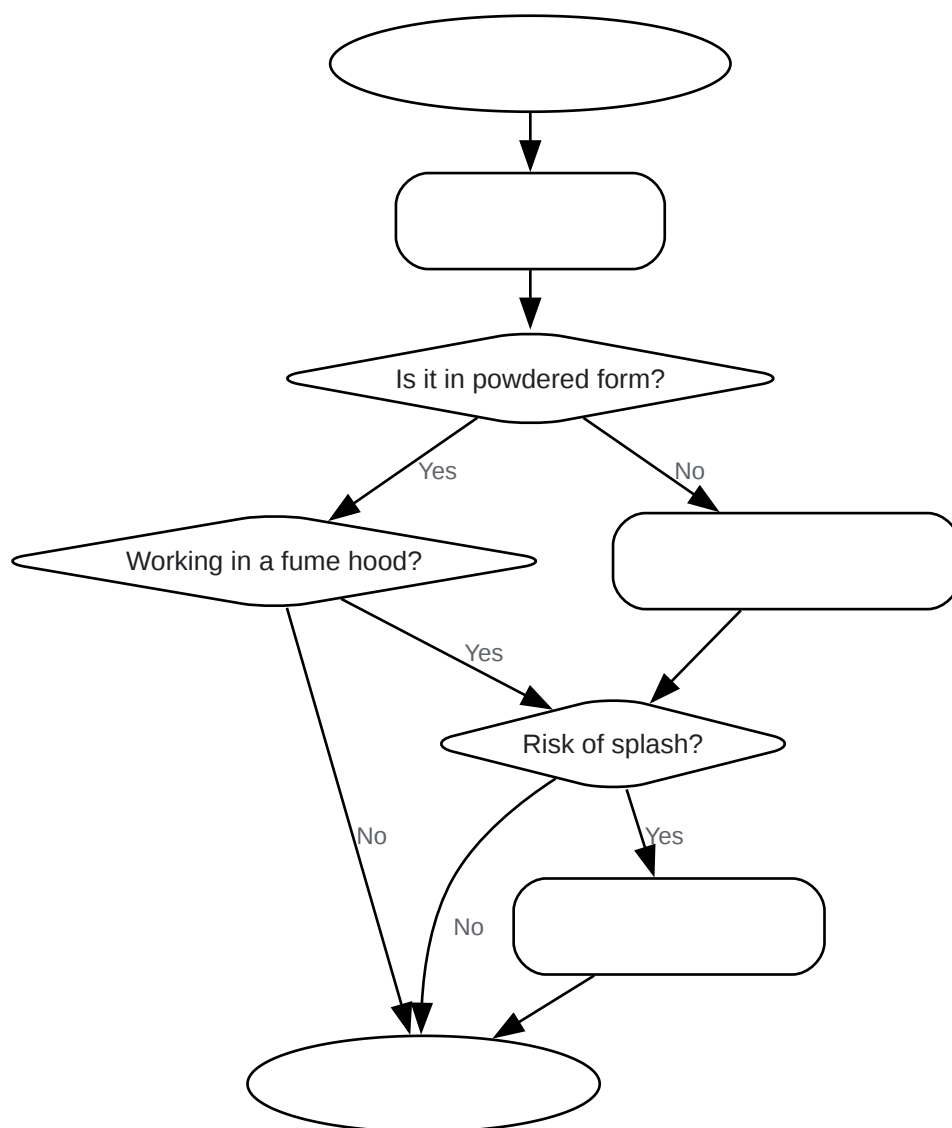 Is it in powdered form?
Yes
No
Working in a fume hood?
Yes
Risk of splash?
No
Yes
No